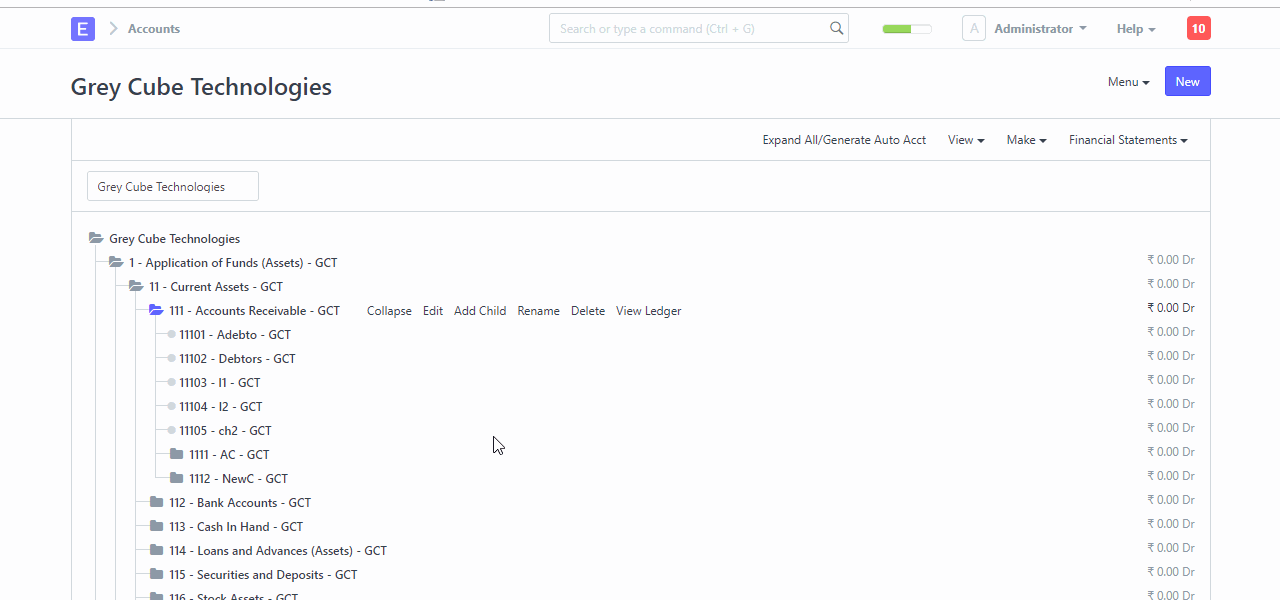 E Accounts Search or type a command (Ctrl + G) A Administrator Help 10
Grey Cube Technologies Menu New
Expand All/Generate Auto Acct View Make Financial Statements
Grey Cube Technologies
Grey Cube Technologies
1 - Application of Funds (Assets) - GCT ₹ 0.00 Dr
11 - Current Assets - GCT ₹ 0.00 Dr
111 - Accounts Receivable - GCT Collapse Edit Add Child Rename Delete View Ledger ₹ 0.00 Dr
11101 - Adebto - GCT ₹ 0.00 Dr
11102 - Debtors - GCT ₹ 0.00 Dr
11103 - I1 - GCT ₹ 0.00 Dr
11104 - I2 - GCT ₹ 0.00 Dr
11105 - ch2 - GCT ₹ 0.00 Dr
1111 - AC - GCT ₹ 0.00 Dr
1112 - NewC - GCT ₹ 0.00 Dr
112 - Bank Accounts - GCT ₹ 0.00 Dr
113 - Cash In Hand - GCT ₹ 0.00 Dr
114 - Loans and Advances (Assets) - GCT ₹ 0.00 Dr
115 - Securities and Deposits - GCT ₹ 0.00 Dr
116 - Stock Assets - GCT ₹ 0.00 Dr